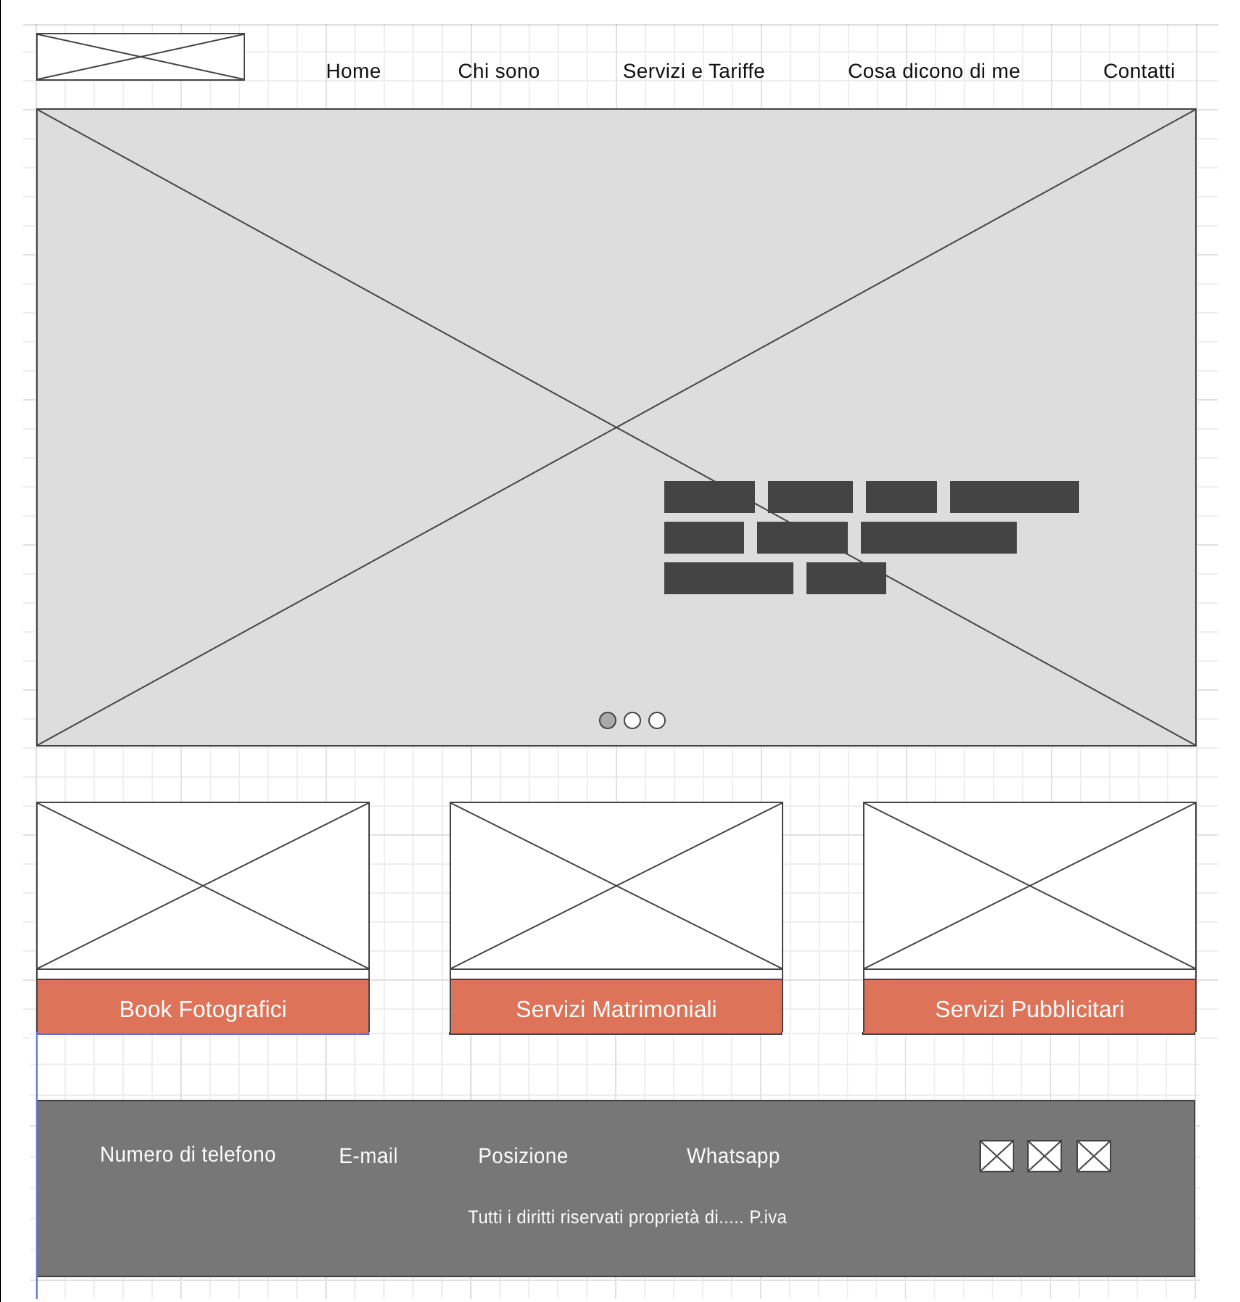 Home Chi sono Servizi e Tariffe Cosa dicono di me Contatti
Book Fotografici Servizi Matrimoniali Servizi Pubblicitari
Numero di telefono E-mail Posizione Whatsapp
Tutti i diritti riservati proprietà di..... P.iva